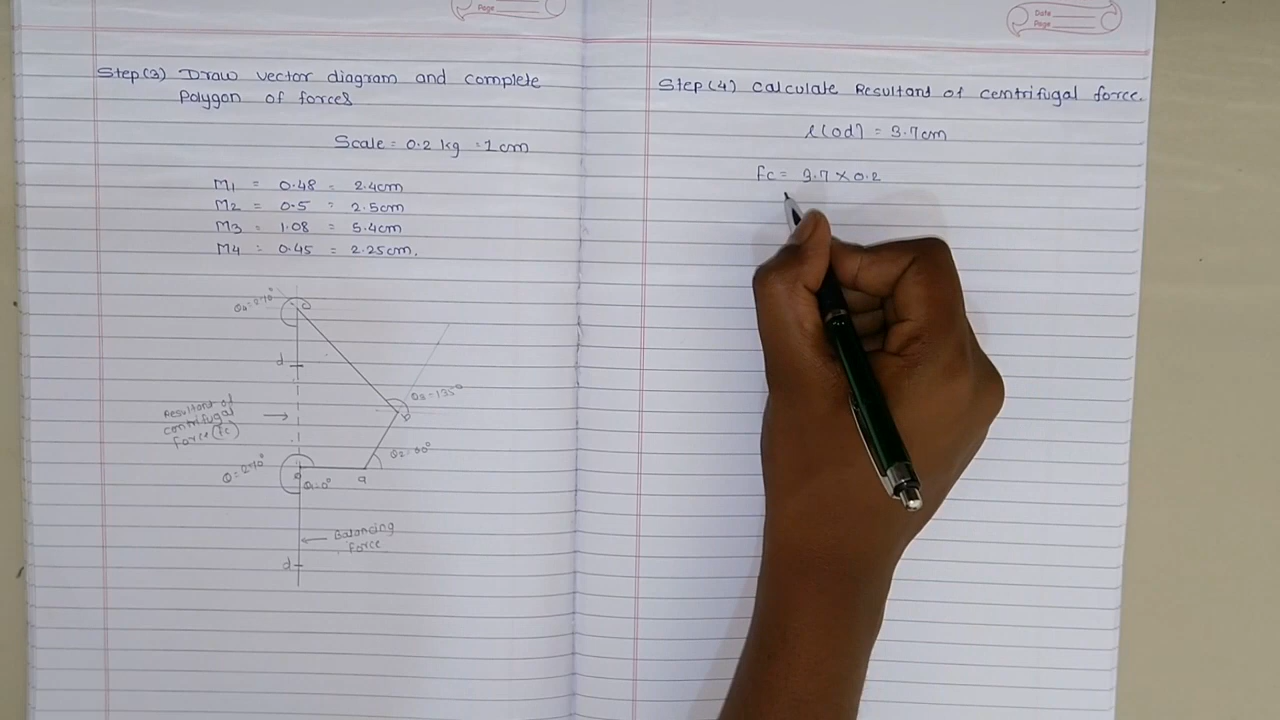 Page
Step(3) Draw vector diagram and complete
Polygon of forces
Scale = 0.2 kg = 1cm
M1 = 0.48 = 2.4cm
M2 = 0.5 = 2.5cm
M3 = 1.08 = 5.4cm
M4 = 0.45 = 2.25cm.
θ4=270° c
d
θ3=135°
b
Resultant of
centrifugal
force (fc)
θ2=60°
θ=270°
θ1=0° a
Balancing
force
d
Date
Page
Step(4) Calculate Resultant of centrifugal force.
l(od) = 3.7cm
Fc = 3.7 × 0.2